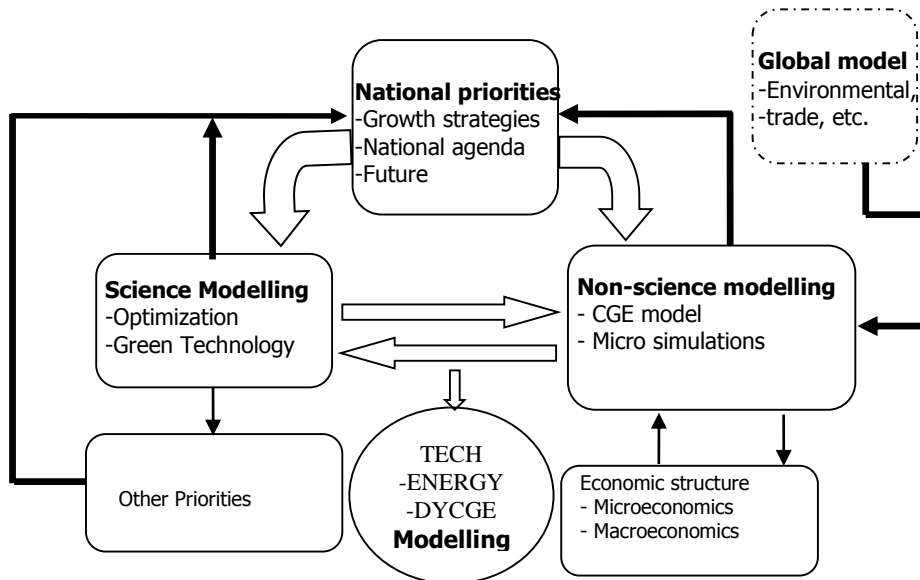 National priorities
-Growth strategies
-National agenda
-Future
Global model
-Environmental,
-trade, etc.
Science Modelling
-Optimization
-Green Technology
Non-science modelling
- CGE model
- Micro simulations
Other Priorities
TECH
-ENERGY
-DYCGE
Modelling
Economic structure
- Microeconomics
- Macroeconomics